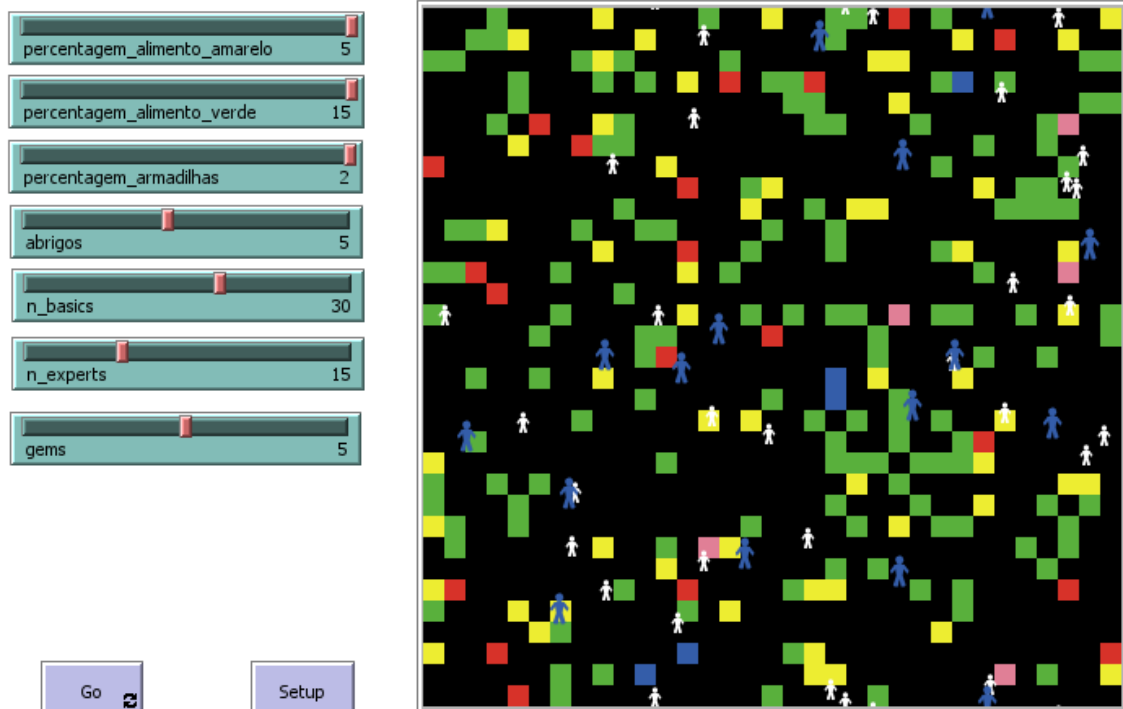 percentagem_alimento_amarelo 5
percentagem_alimento_verde 15
percentagem_armadilhas 2
abrigos 5
n_basics 30
n_experts 15
gems 5
Go
Setup